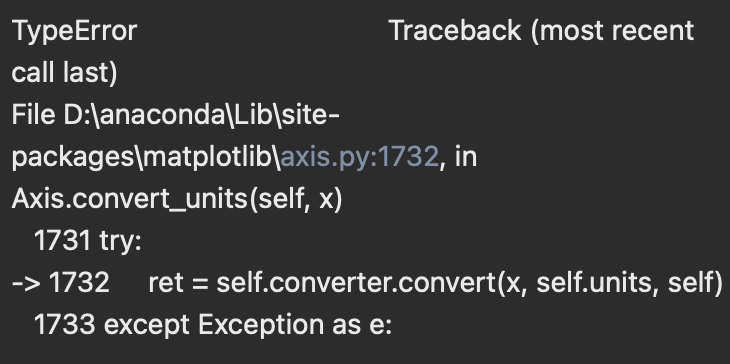 TypeError                                 Traceback (most recent
call last)
File D:\anaconda\Lib\site-
packages\matplotlib\axis.py:1732, in
Axis.convert_units(self, x)
   1731 try:
-> 1732     ret = self.converter.convert(x, self.units, self)
   1733 except Exception as e: